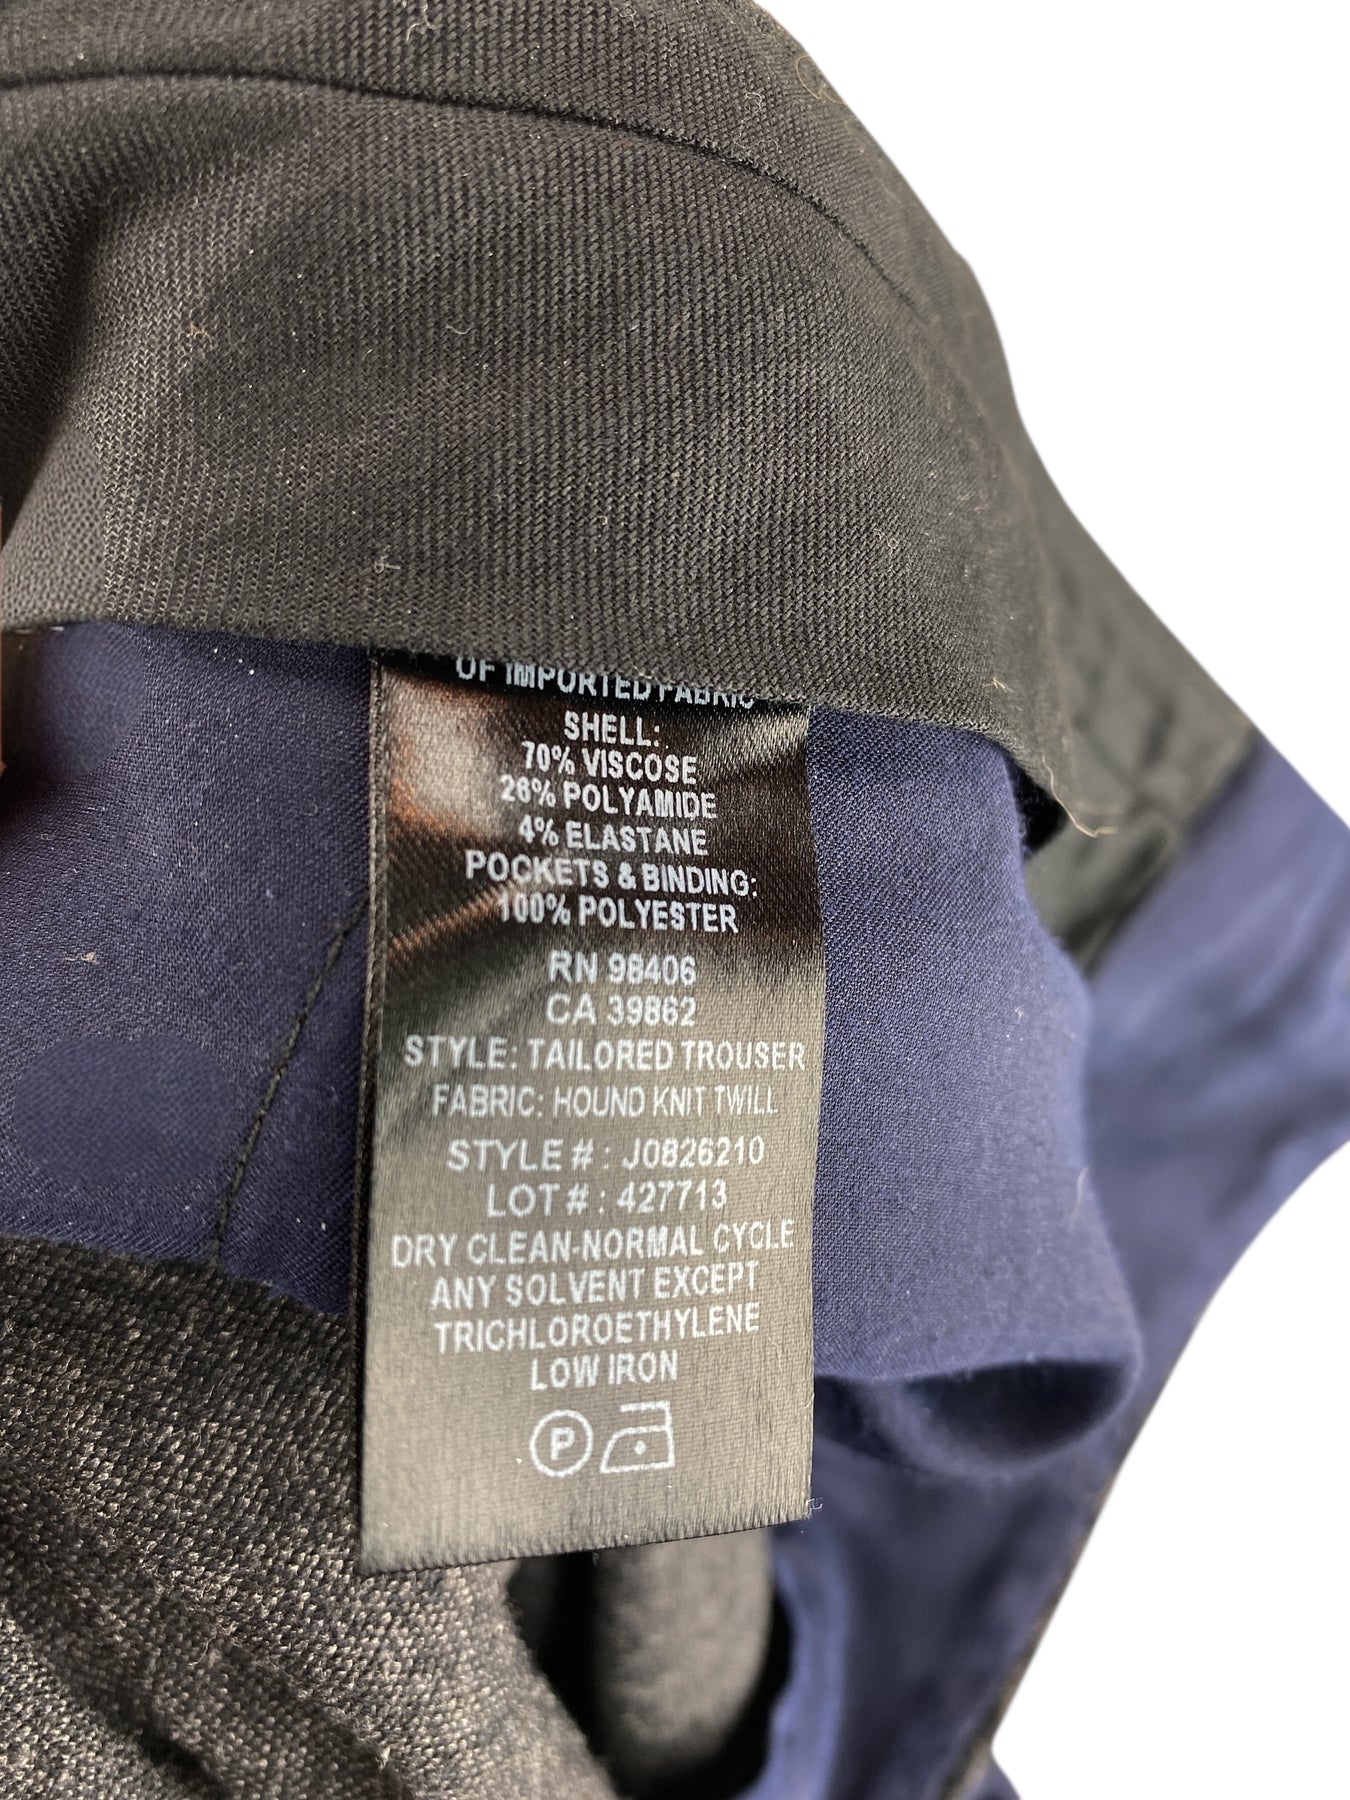 OF IMPORTED FABRIC
SHELL:
70% VISCOSE
26% POLYAMIDE
4% ELASTANE
POCKETS & BINDING:
100% POLYESTER
RN 98406
CA 39862
STYLE: TAILORED TROUSER
FABRIC: HOUND KNIT TWILL
STYLE # : J0826210
LOT # : 427713
DRY CLEAN-NORMAL CYCLE
ANY SOLVENT EXCEPT
TRICHLOROETHYLENE
LOW IRON
P